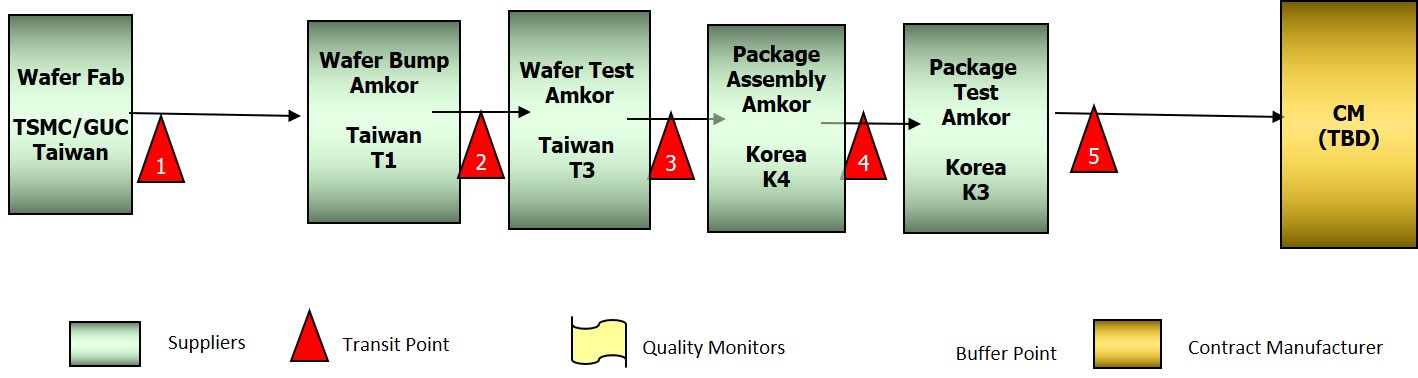 Wafer Fab
TSMC/GUC
Taiwan
1
Wafer Bump
Amkor
Taiwan
T1
2
Wafer Test
Amkor
Taiwan
T3
3
Package
Assembly
Amkor
Korea
K4
4
Package
Test
Amkor
Korea
K3
5
CM
(TBD)
Suppliers
Transit Point
Quality Monitors
Buffer Point
Contract Manufacturer